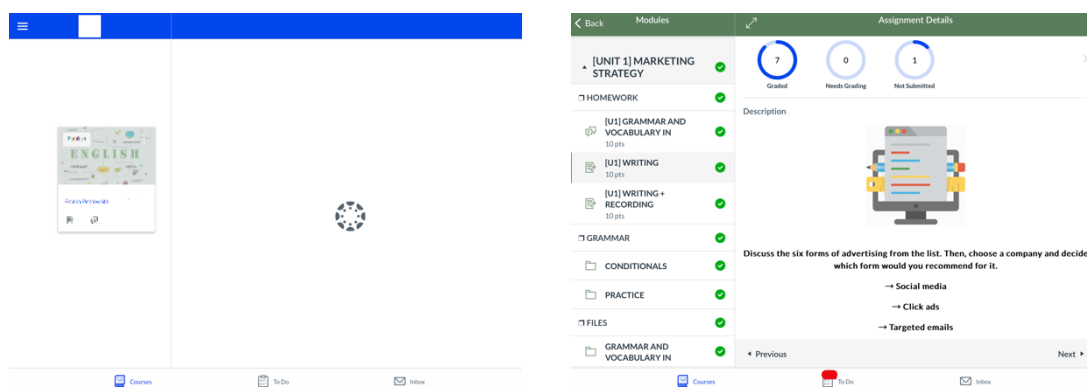 ENGLISH
Courses
To Do
Inbox
Back
Modules
Assignment Details
[UNIT 1] MARKETING
STRATEGY
HOMEWORK
[U1] GRAMMAR AND
VOCABULARY IN
10 pts
[U1] WRITING
10 pts
[U1] WRITING +
RECORDING
10 pts
GRAMMAR
CONDITIONALS
PRACTICE
FILES
GRAMMAR AND
VOCABULARY IN
7
0
1
Graded
Needs Grading
Not Submitted
Description
Discuss the six forms of advertising from the list. Then, choose a company and decide
which form would you recommend for it.
→ Social media
→ Click ads
→ Targeted emails
Previous
Next
Courses
To Do
Inbox